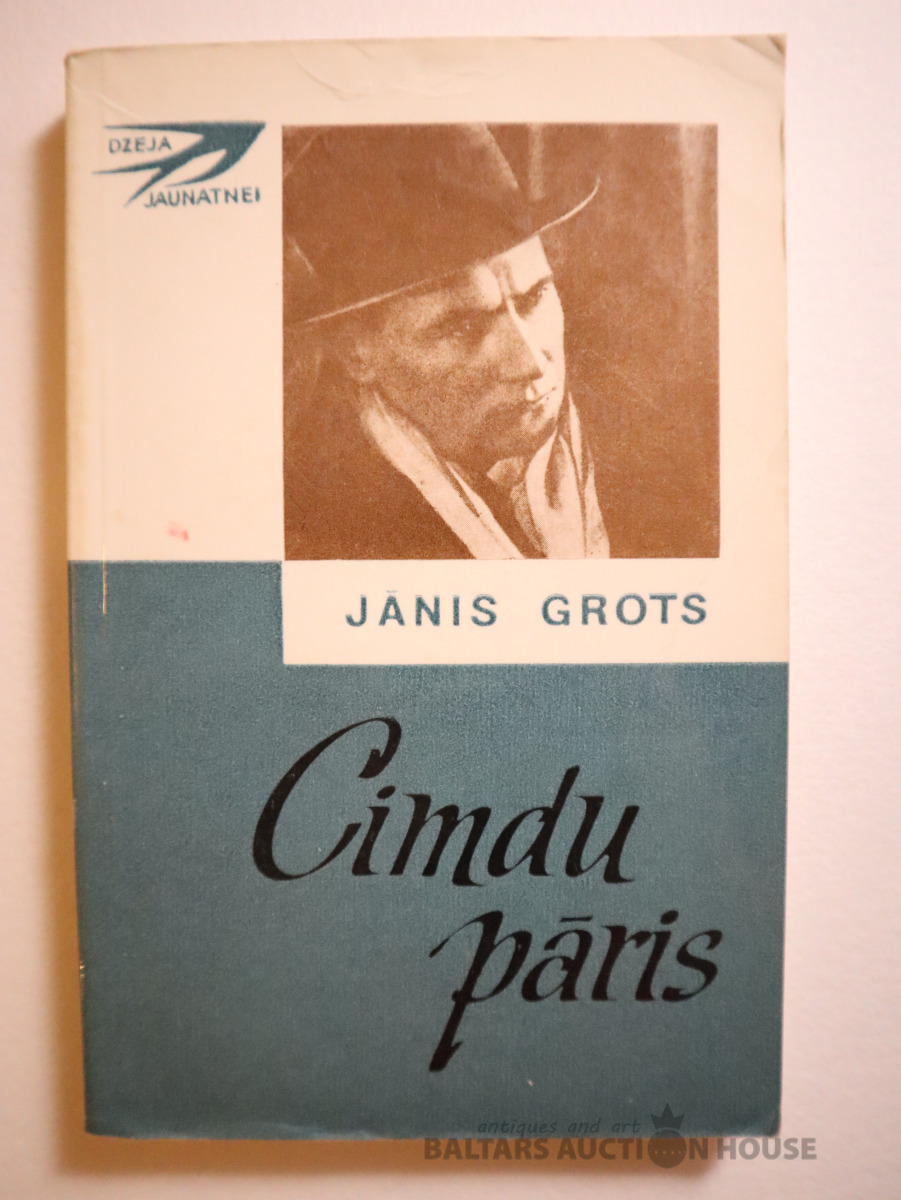 DZEJA
JAUNATNEI
JĀNIS GROTS
Cimdu
pāris
antiques and art
BALTARS AUCTION HOUSE